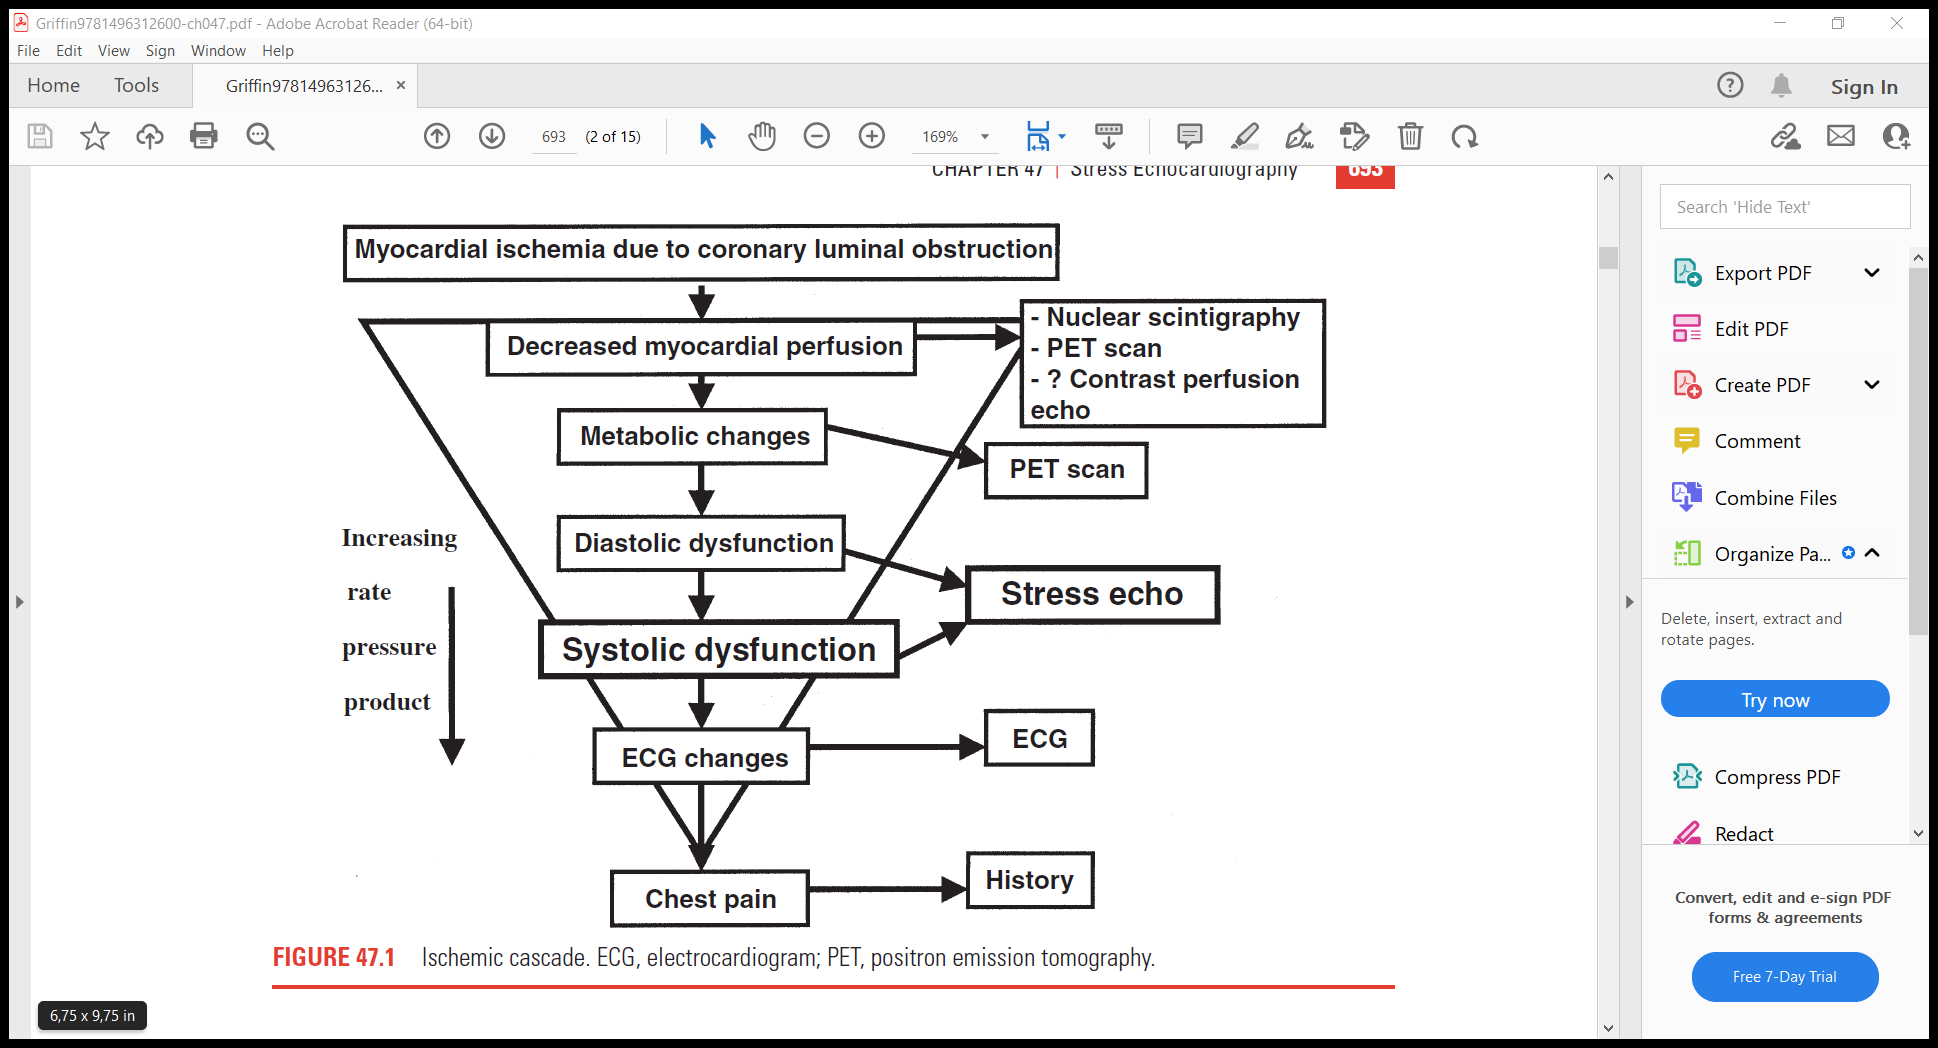 Griffin9781496312600-ch047.pdf - Adobe Acrobat Reader (64-bit)
File Edit View Sign Window Help
Home Tools Griffin97814963126... × Sign In
693 (2 of 15) 169%
CHAPTER 47 | Stress Echocardiography 693
Myocardial ischemia due to coronary luminal obstruction
Decreased myocardial perfusion
- Nuclear scintigraphy
- PET scan
- ? Contrast perfusion
echo
Metabolic changes
PET scan
Diastolic dysfunction
Stress echo
Systolic dysfunction
ECG changes
ECG
Chest pain
History
Increasing
rate
pressure
product
FIGURE 47.1 Ischemic cascade. ECG, electrocardiogram; PET, positron emission tomography.
6,75 x 9,75 in
Search 'Hide Text'
Export PDF
Edit PDF
Create PDF
Comment
Combine Files
Organize Pa...
Delete, insert, extract and
rotate pages.
Try now
Compress PDF
Redact
Convert, edit and e-sign PDF
forms & agreements
Free 7-Day Trial